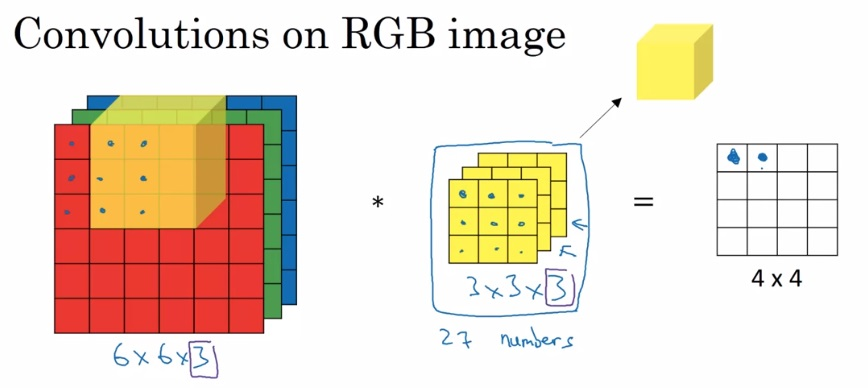 Convolutions on RGB image
*
=
3 x 3 x 3
4 x 4
27 numbers
6 x 6 x 3